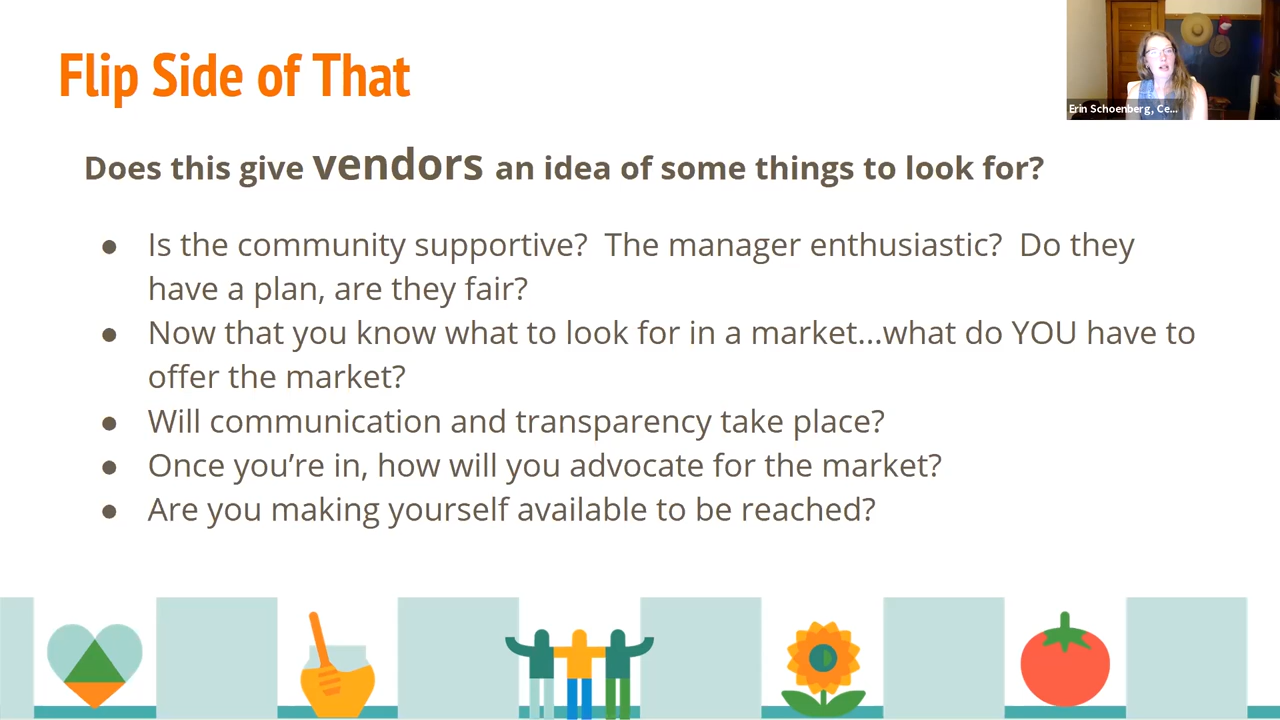 Flip Side of That
Erin Schoenberg, Ce...
Does this give vendors an idea of some things to look for?
● Is the community supportive?  The manager enthusiastic?  Do they
have a plan, are they fair?
● Now that you know what to look for in a market...what do YOU have to
offer the market?
● Will communication and transparency take place?
● Once you’re in, how will you advocate for the market?
● Are you making yourself available to be reached?